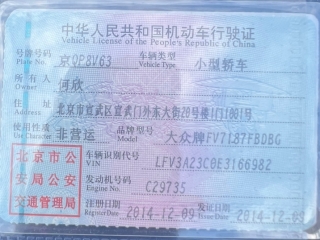 中华人民共和国机动车行驶证
Vehicle License of the People's Republic of China
号牌号码 京QP8V63 车辆类型 小型轿车
Plate No. Vehicle Type
所有人 何欣
Owner
住址 北京市宣武区宣武门外东大街20号楼1门1001号
Address
使用性质 非营运 品牌型号 大众牌FV7187FBDBG
Use Character Model
北京市公安局公安交通管理局
车辆识别代号 LFV3A23C0E3166982
VIN
发动机号码 C29735
Engine No.
注册日期 2014-12-09 发证日期 2014-12-09
Register Date Issue Date